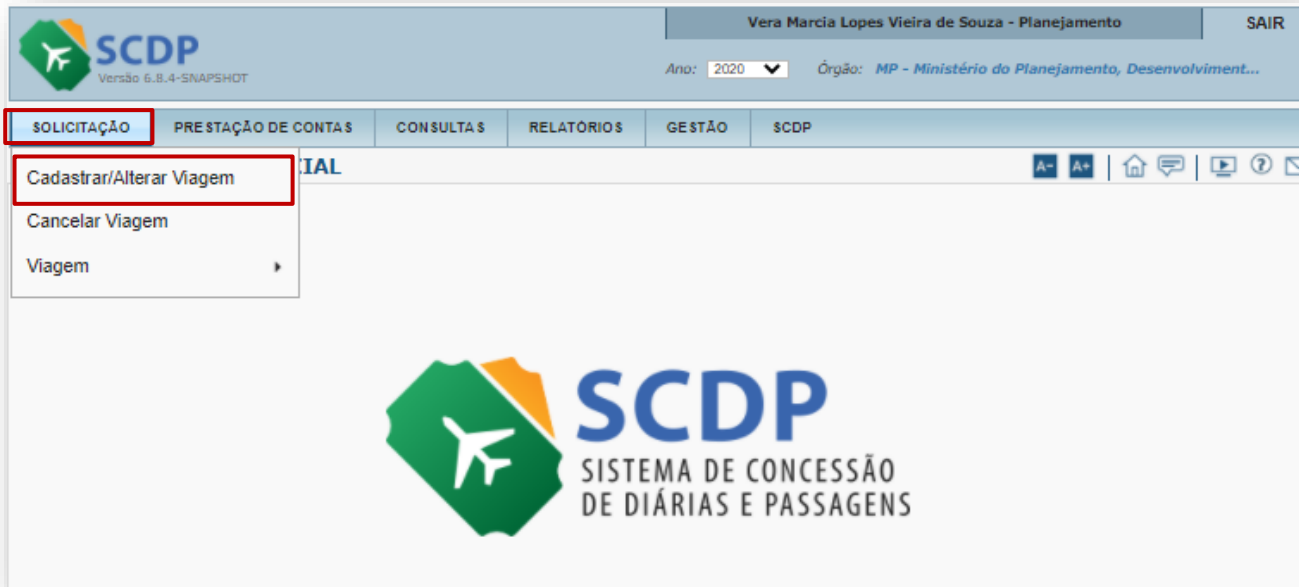 Vera Marcia Lopes Vieira de Souza - Planejamento
SAIR
SCDP
Versão 6.8.4-SNAPSHOT
Ano: 2020
Órgão: MP - Ministério do Planejamento, Desenvolviment...
SOLICITAÇÃO
PRESTAÇÃO DE CONTAS
CONSULTAS
RELATÓRIOS
GESTÃO
SCDP
CIAL
A-
A+
?
Cadastrar/Alterar Viagem
Cancelar Viagem
Viagem
SCDP
SISTEMA DE CONCESSÃO
DE DIÁRIAS E PASSAGENS